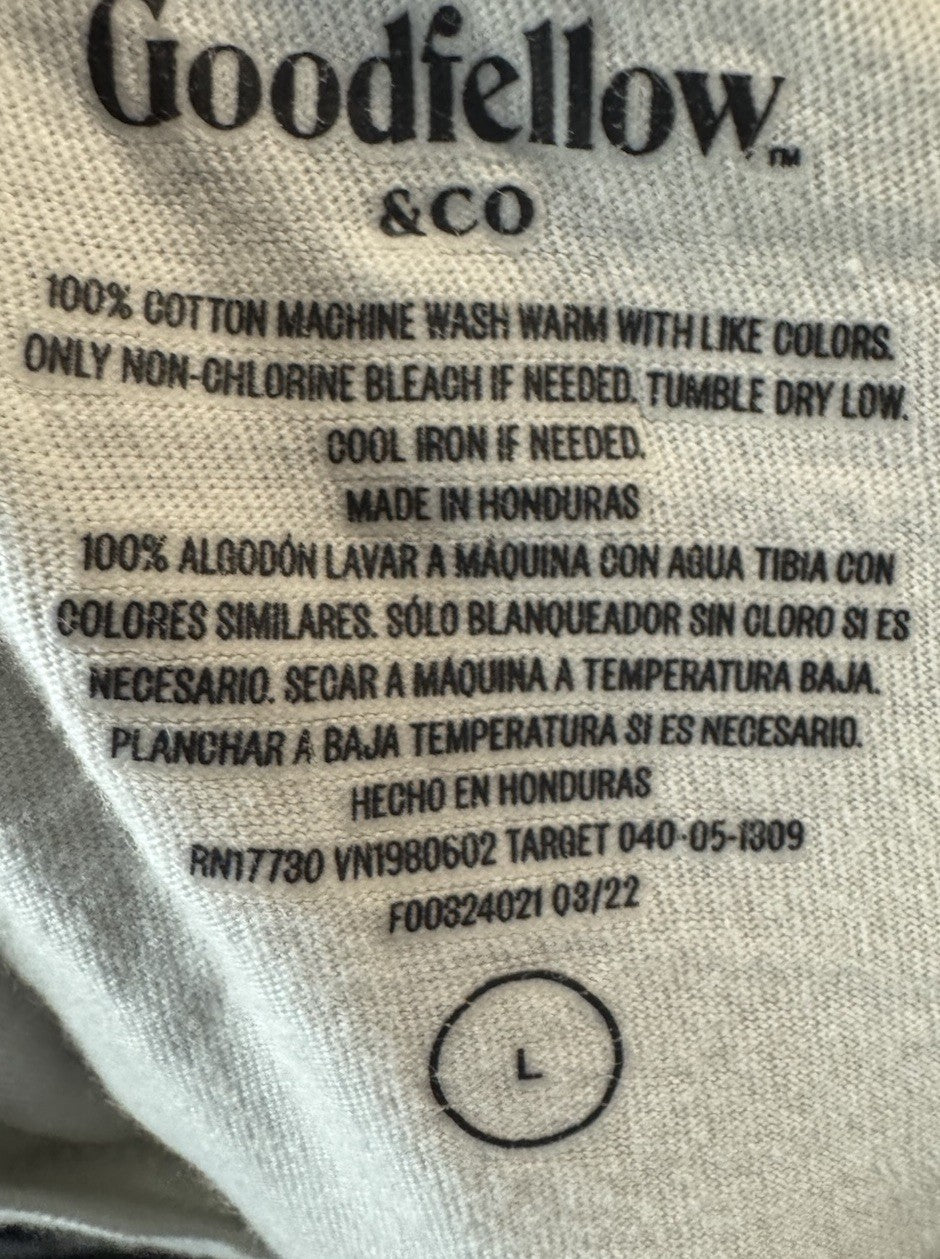 Goodfellow™
&CO
100% COTTON MACHINE WASH WARM WITH LIKE COLORS.
ONLY NON-CHLORINE BLEACH IF NEEDED. TUMBLE DRY LOW.
COOL IRON IF NEEDED.
MADE IN HONDURAS
100% ALGODÓN LAVAR A MÁQUINA CON AGUA TIBIA CON
COLORES SIMILARES. SÓLO BLANQUEADOR SIN CLORO SI ES
NECESARIO. SECAR A MÁQUINA A TEMPERATURA BAJA.
PLANCHAR A BAJA TEMPERATURA SI ES NECESARIO.
HECHO EN HONDURAS
RN17730 VN1980602 TARGET 040-05-1309
F00324021 03/22
L